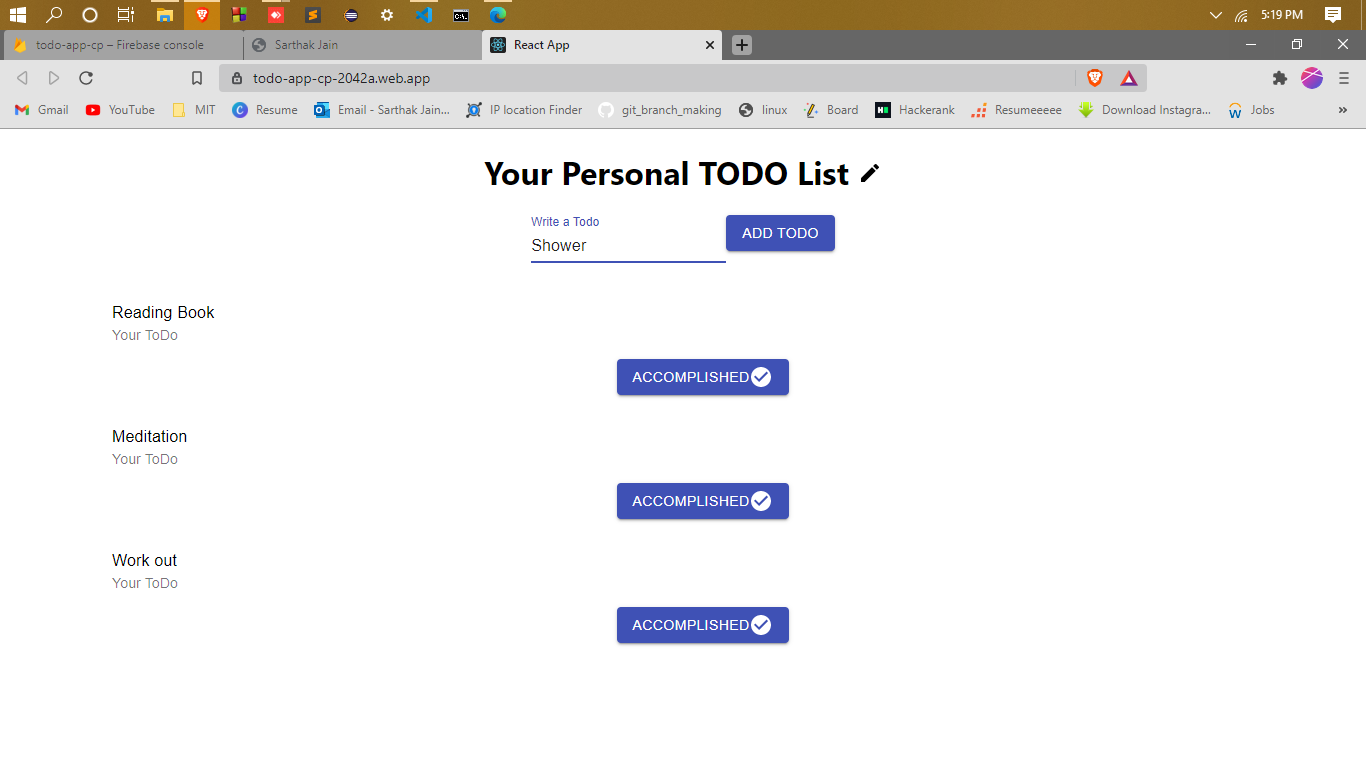 5:19 PM
todo-app-cp – Firebase console
Sarthak Jain
React App
todo-app-cp-2042a.web.app
Gmail
YouTube
MIT
Resume
Email - Sarthak Jain...
IP location Finder
git_branch_making
linux
Board
Hackerank
Resumeeeee
Download Instagra...
Jobs
»
Your Personal TODO List
Write a Todo
Shower
ADD TODO
Reading Book
Your ToDo
ACCOMPLISHED
Meditation
Your ToDo
ACCOMPLISHED
Work out
Your ToDo
ACCOMPLISHED